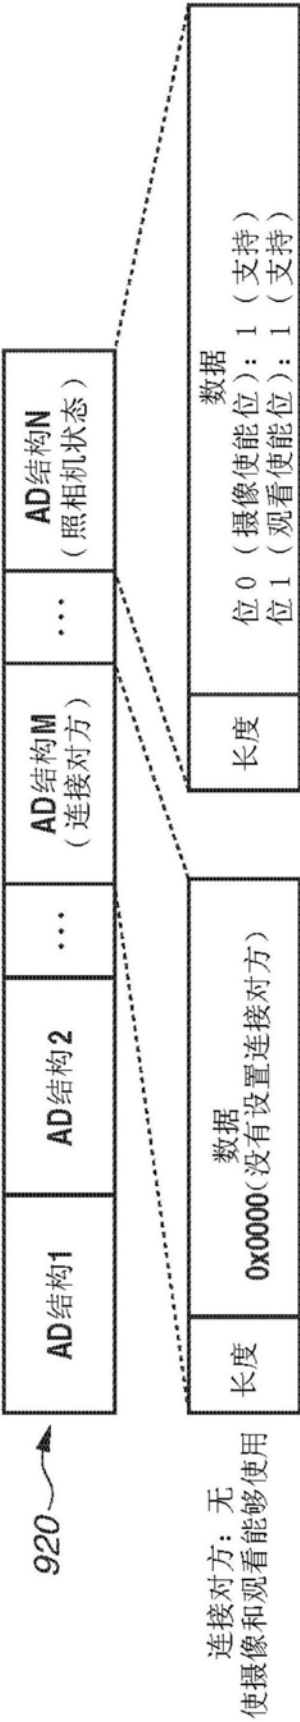 920
AD结构1
AD结构2
...
AD结构M
(连接对方)
...
AD结构N
(照相机状态)
连接对方：无
使摄像和观看能够使用
长度
数据
0x0000(没有设置连接对方)
长度
数据
位0（摄像使能位）：1（支持）
位1（观看使能位）：1（支持）